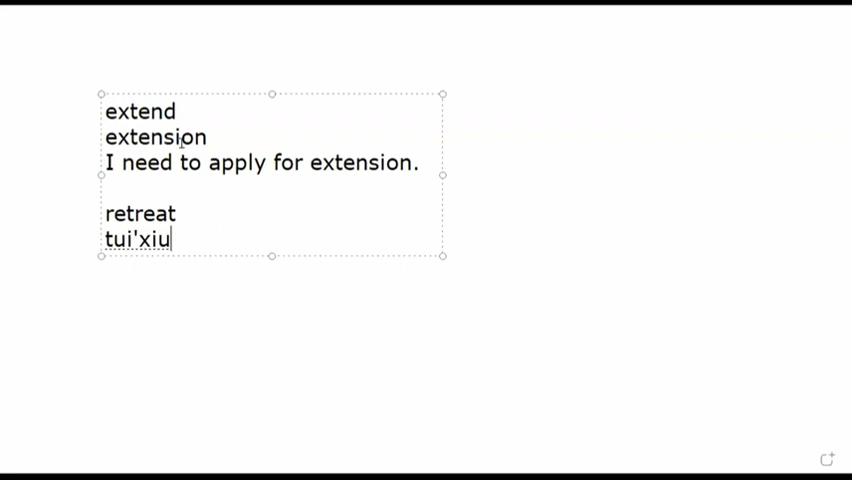 extend
extension
I need to apply for extension.
retreat
tui'xiu